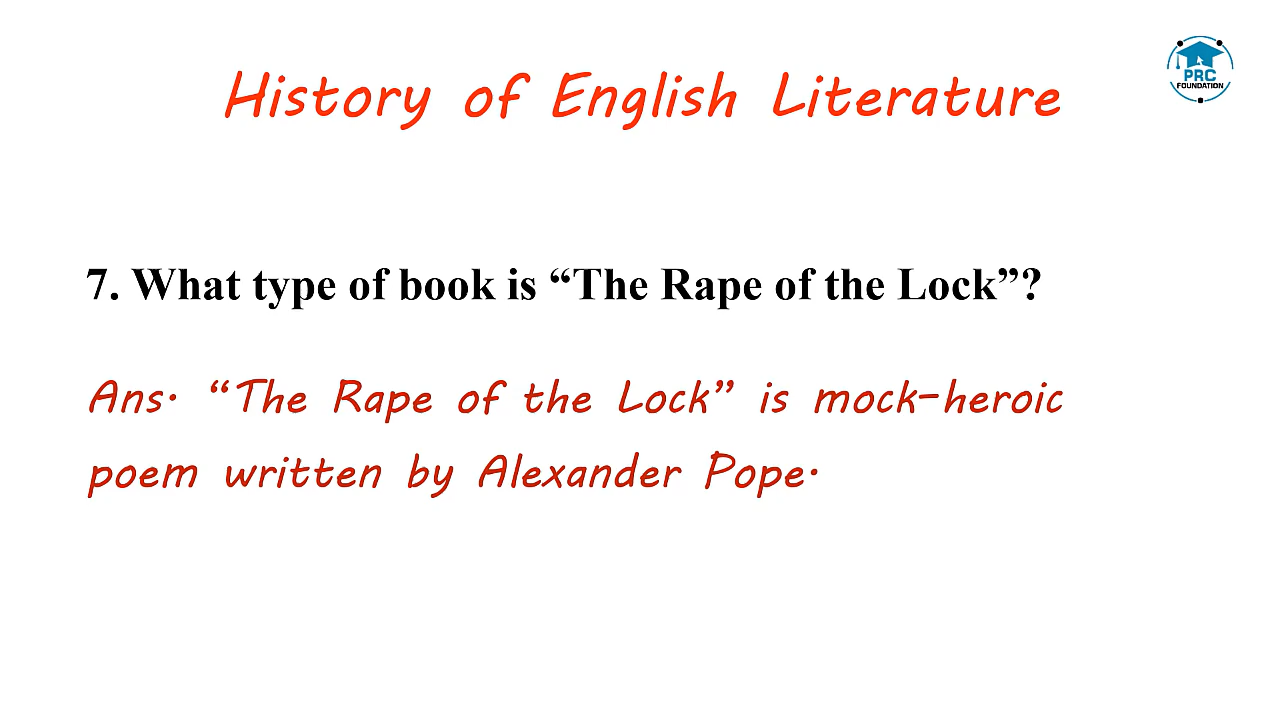 History of English Literature
PRC
FOUNDATION
7. What type of book is “The Rape of the Lock”?
Ans. “The Rape of the Lock” is mock-heroic
poem written by Alexander Pope.